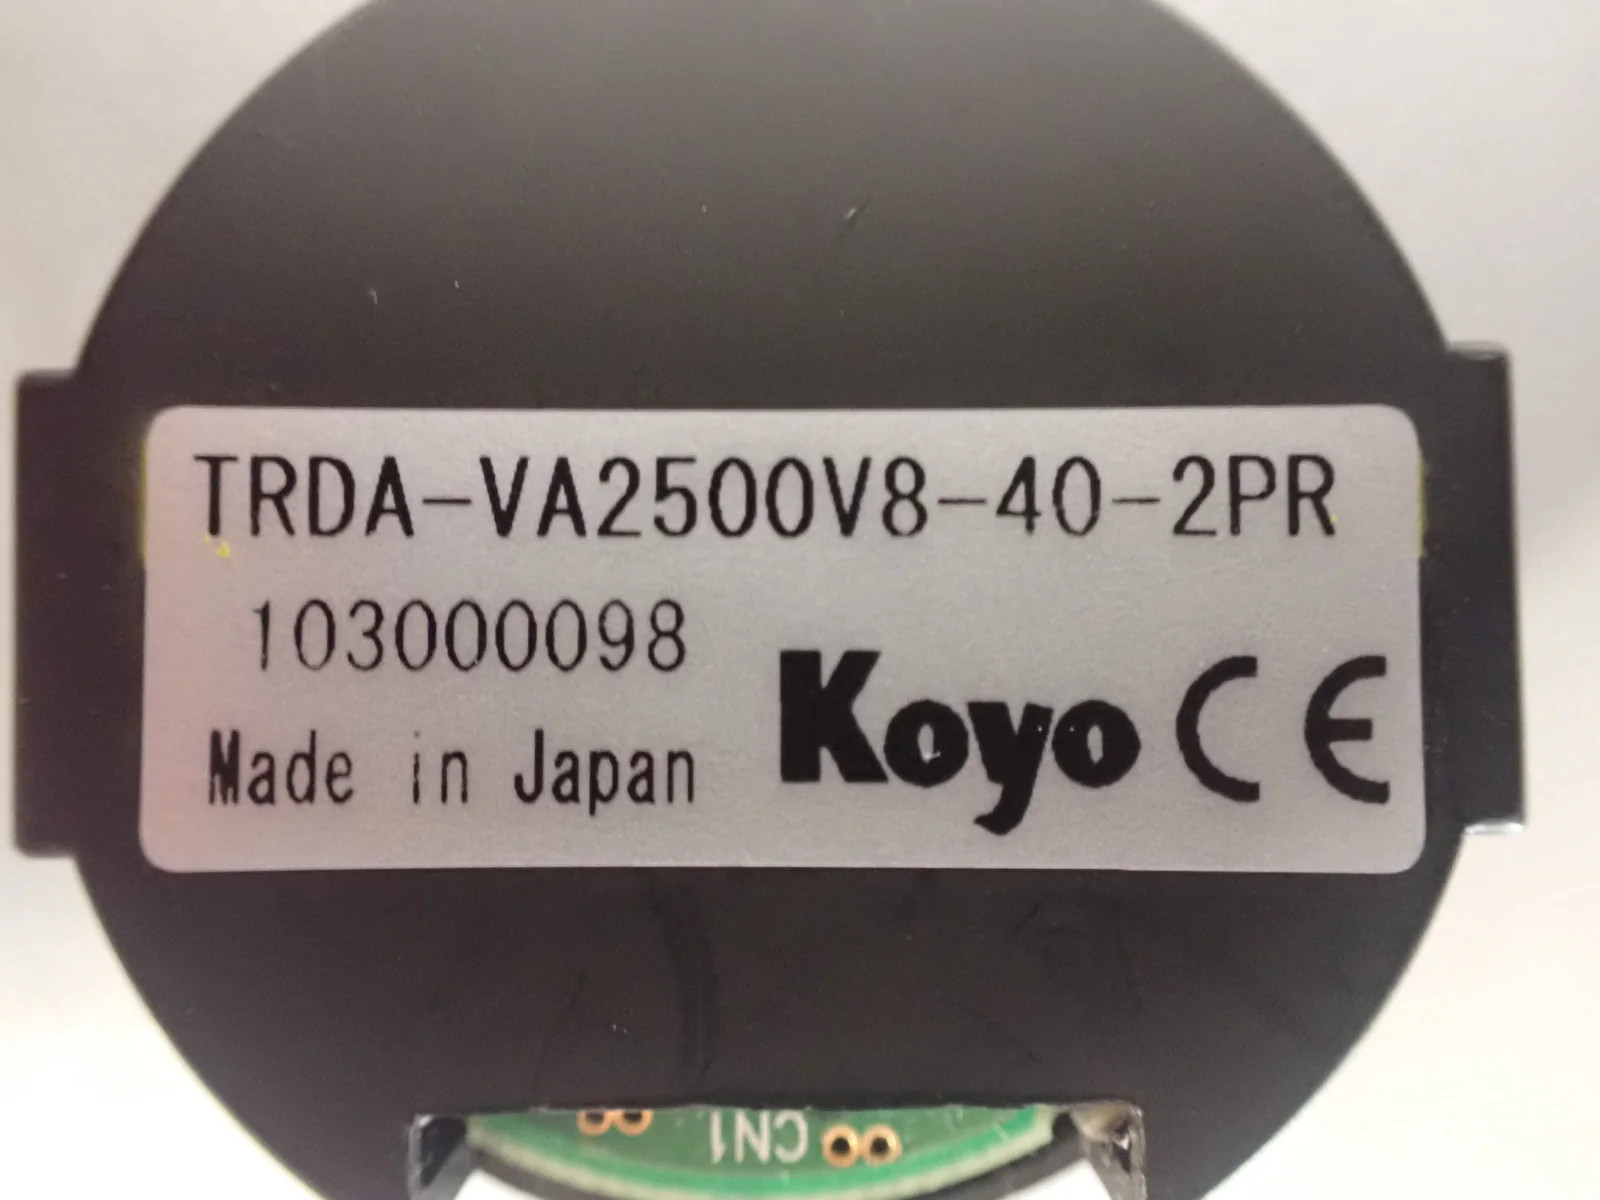 TRDA-VA2500V8-40-2PR
103000098
Made in Japan
Koyo CE
CN1